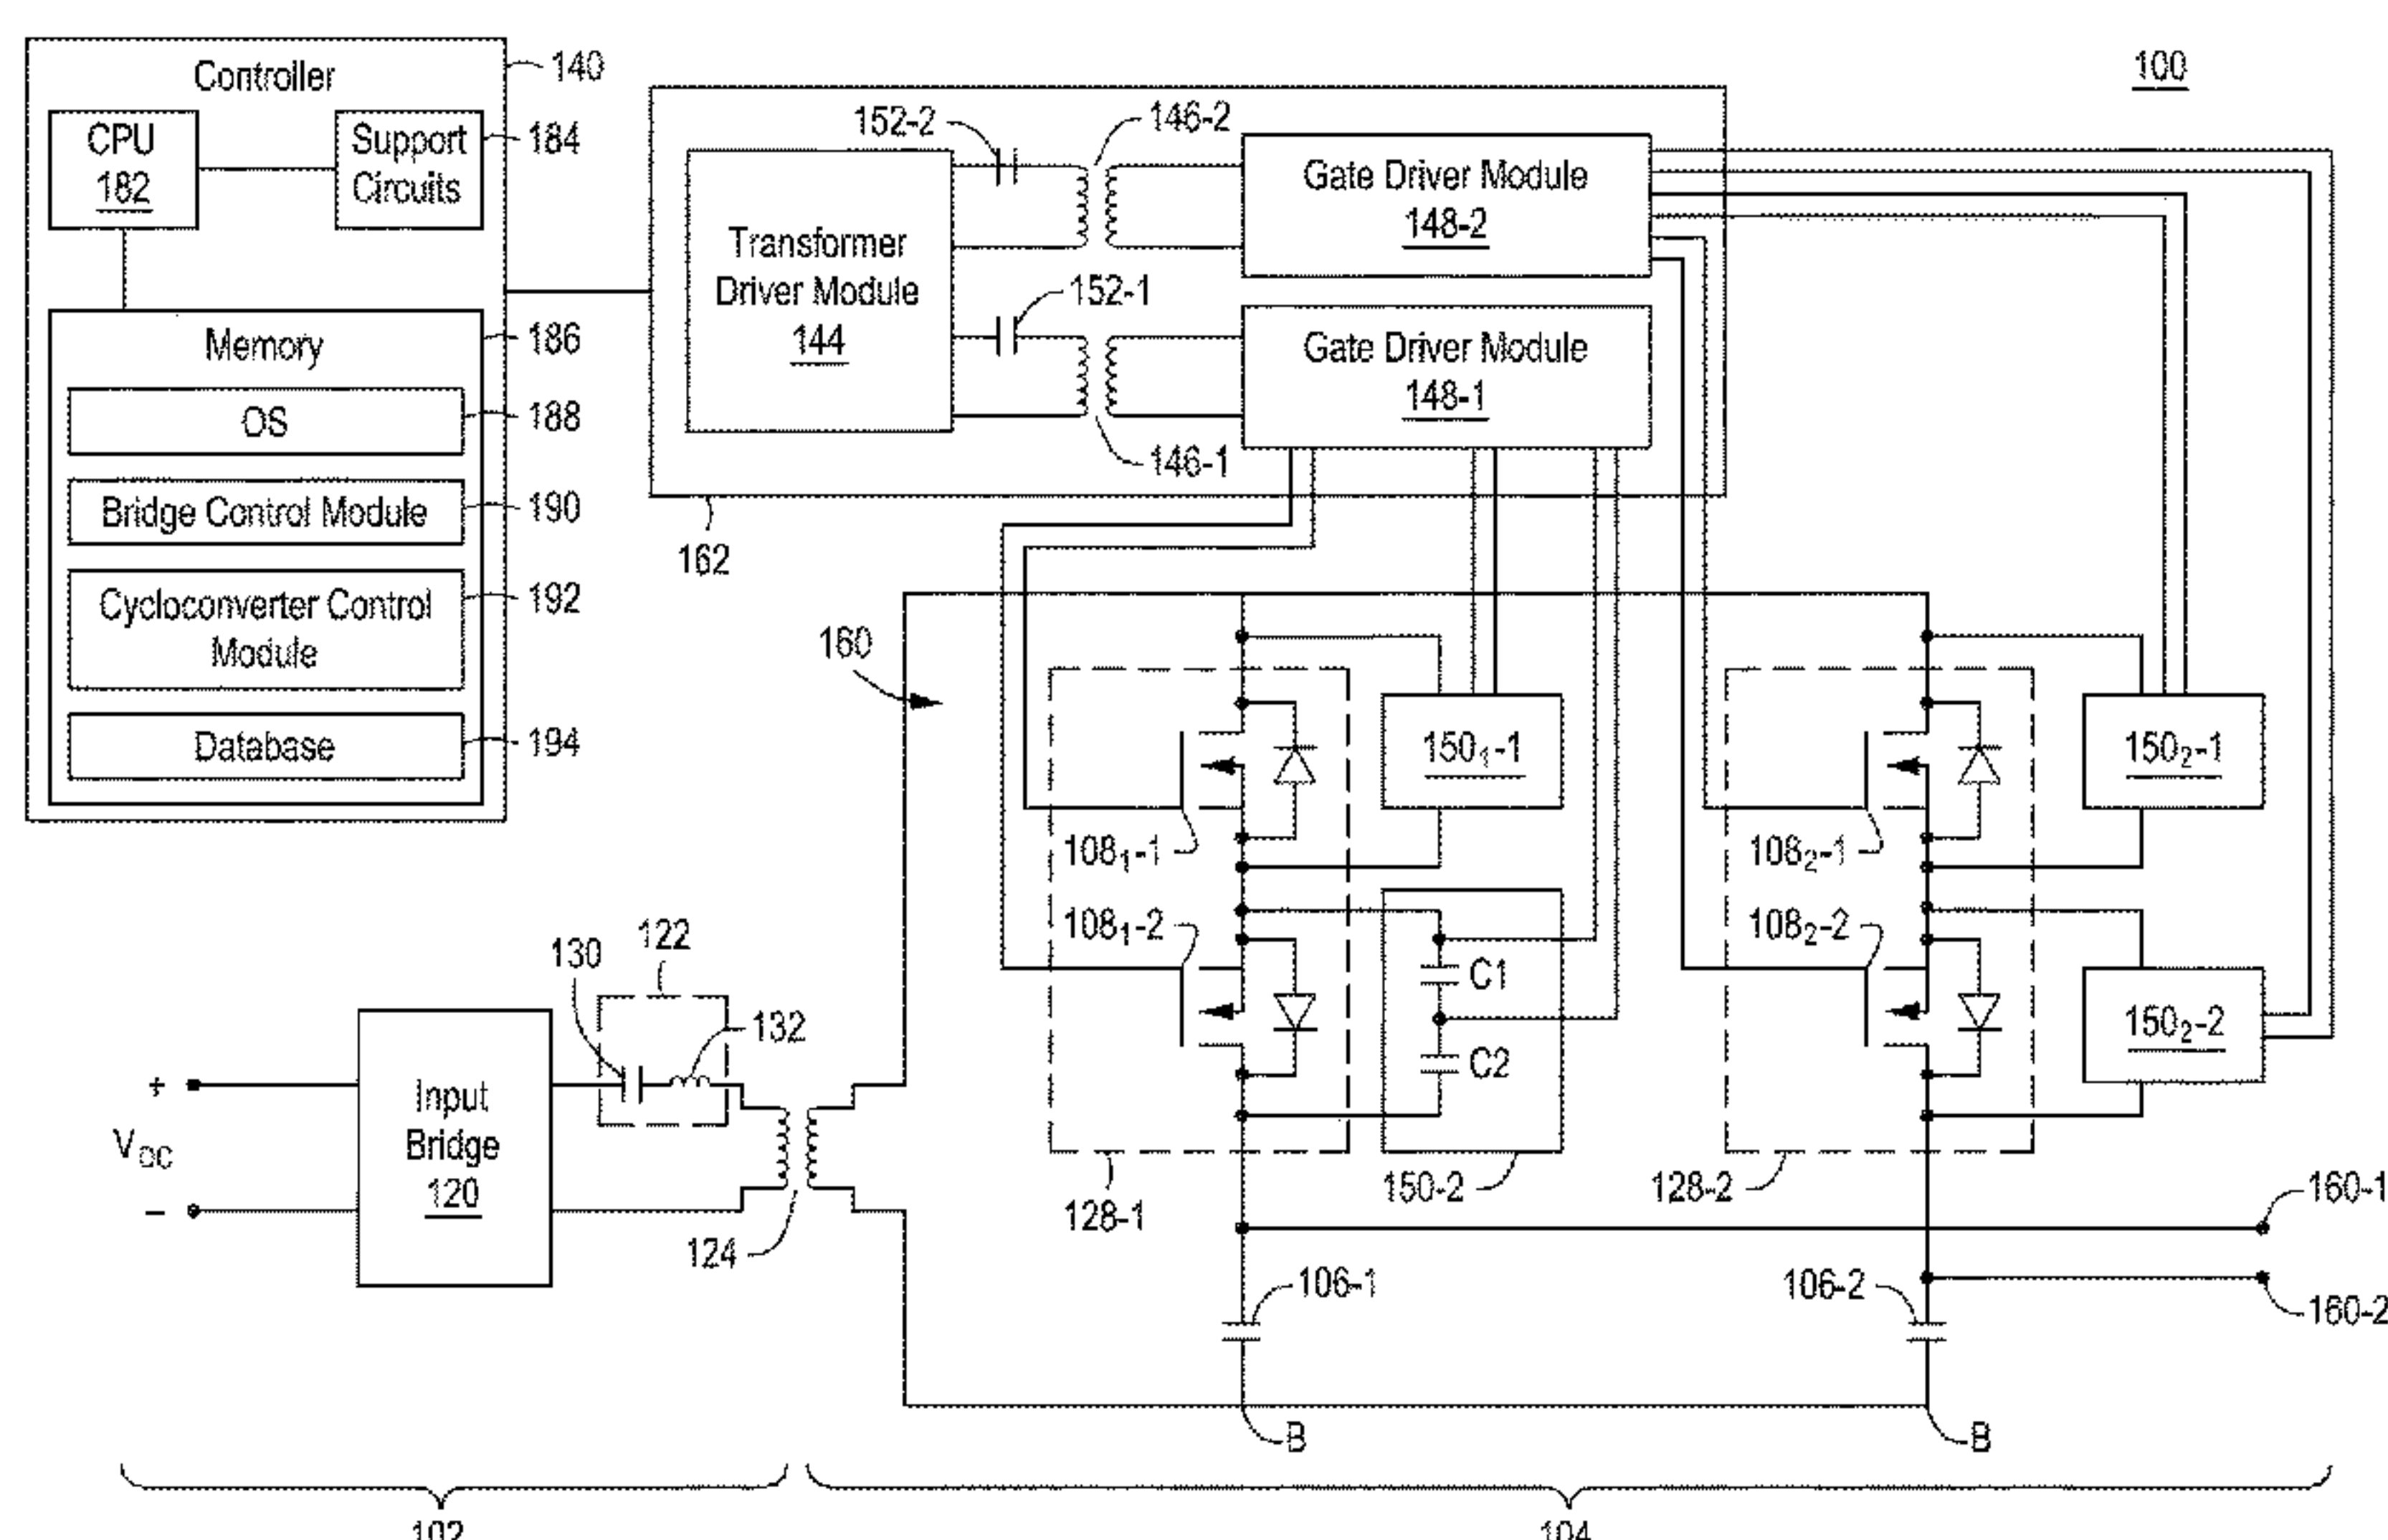 100
Controller
140
CPU
182
Support
Circuits
184
Memory
186
OS
188
Bridge Control Module
190
Cycloconverter Control
Module
192
Database
194
152-2
146-2
Transformer
Driver Module
144
Gate Driver Module
148-2
152-1
Gate Driver Module
148-1
146-1
162
160
108₁-1
150₁-1
108₂-1
150₂-1
108₁-2
C1
C2
108₂-2
150₂-2
128-1
150-2
128-2
130
122
132
+
V_DC
–
Input
Bridge
120
124
160-1
160-2
106-1
106-2
B
B
102
104